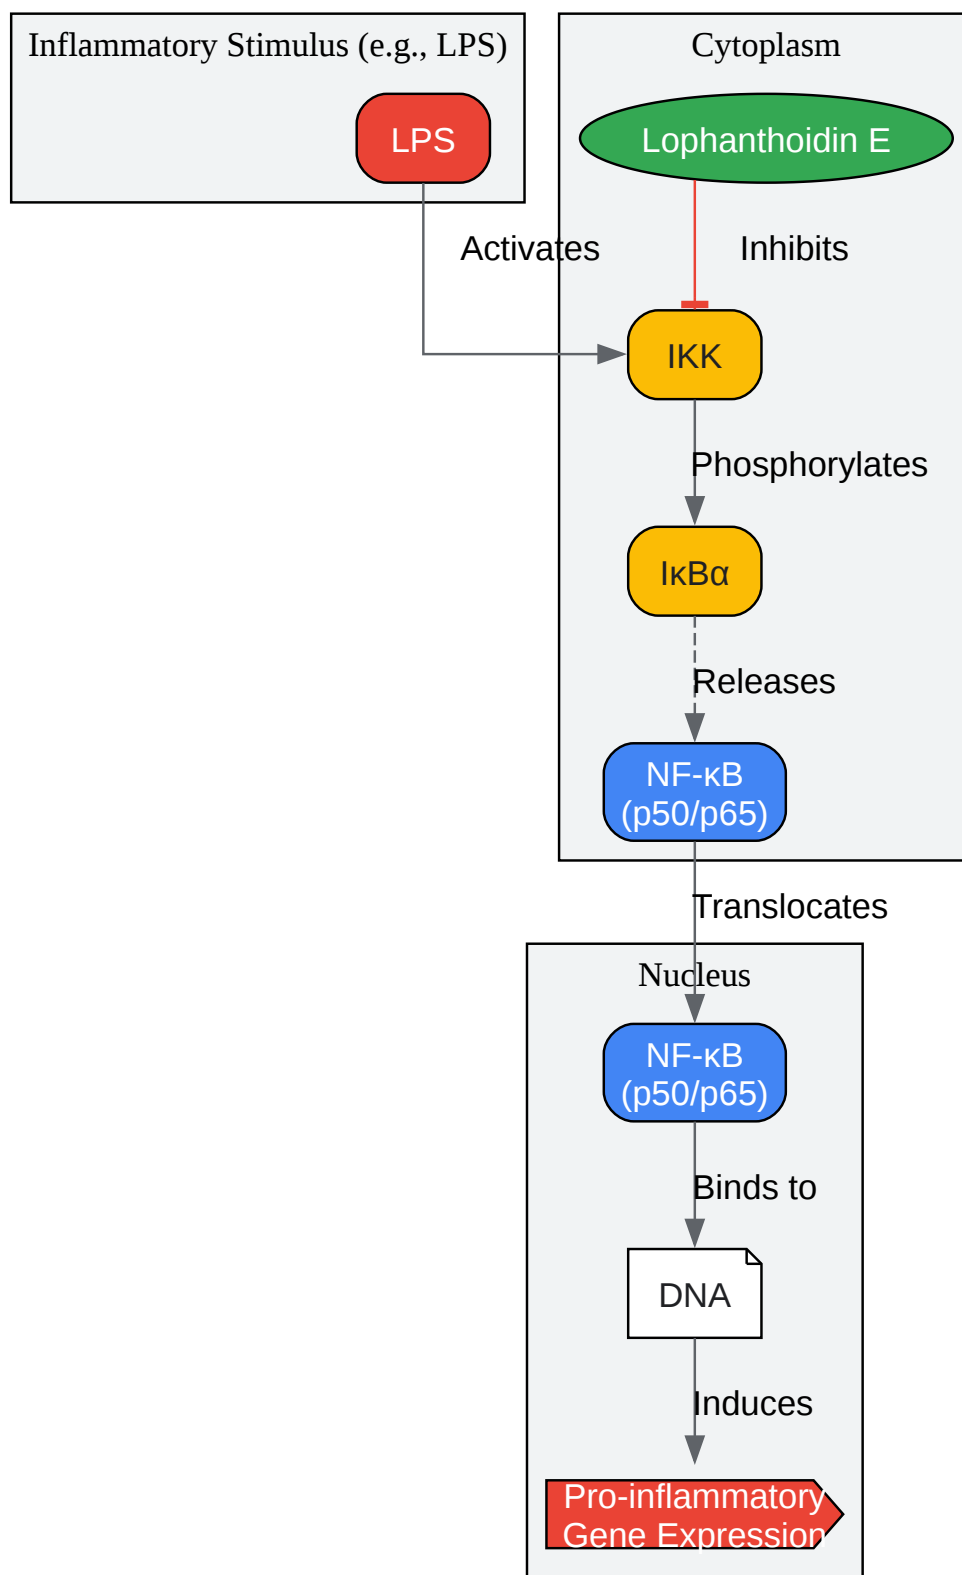 Inflammatory Stimulus (e.g., LPS)
Cytoplasm
LPS
Lophanthoidin E
Activates
Inhibits
IKK
Phosphorylates
IκBα
Releases
NF-κB
(p50/p65)
Translocates
Nucleus
NF-κB
(p50/p65)
Binds to
DNA
Induces
Pro-inflammatory
Gene Expression